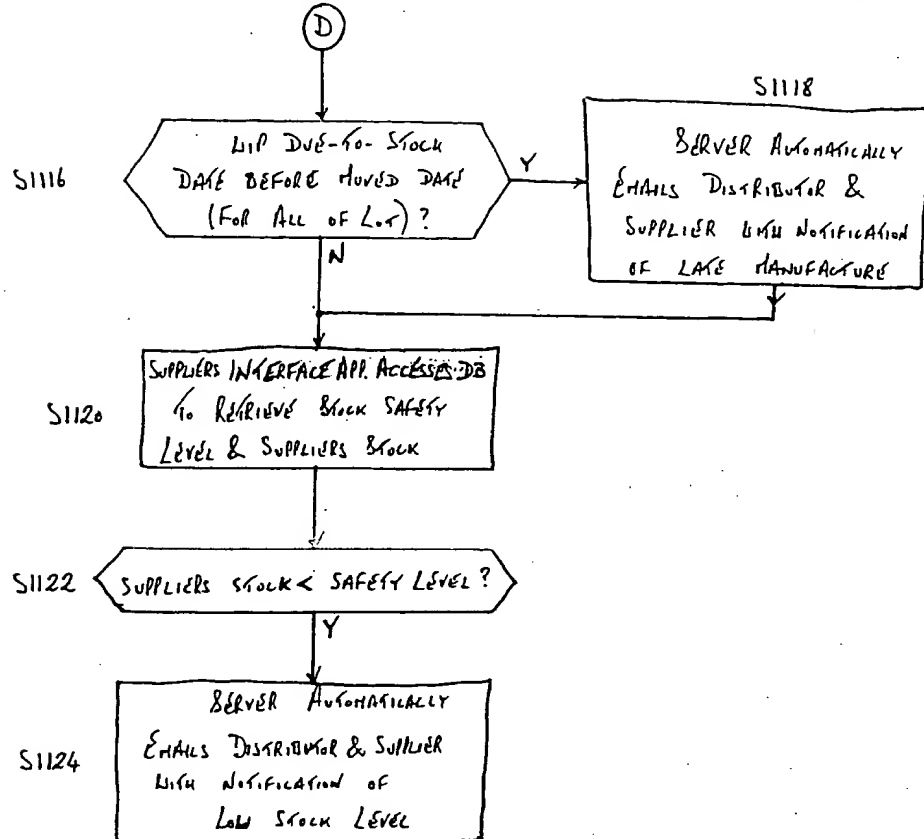 D
S1116
WIP DUE-TO-STOCK
DATE BEFORE MOVED DATE
(FOR ALL OF LOT)?
Y
N
S1118
SERVER AUTOMATICALLY
EMAILS DISTRIBUTOR &
SUPPLIER WITH NOTIFICATION
OF LATE MANUFACTURE
S1120
SUPPLIERS INTERFACE APP. ACCESSES DB
TO RETRIEVE STOCK SAFETY
LEVEL & SUPPLIERS STOCK
S1122
SUPPLIERS STOCK < SAFETY LEVEL?
Y
S1124
SERVER AUTOMATICALLY
EMAILS DISTRIBUTOR & SUPPLIER
WITH NOTIFICATION OF
LOW STOCK LEVEL